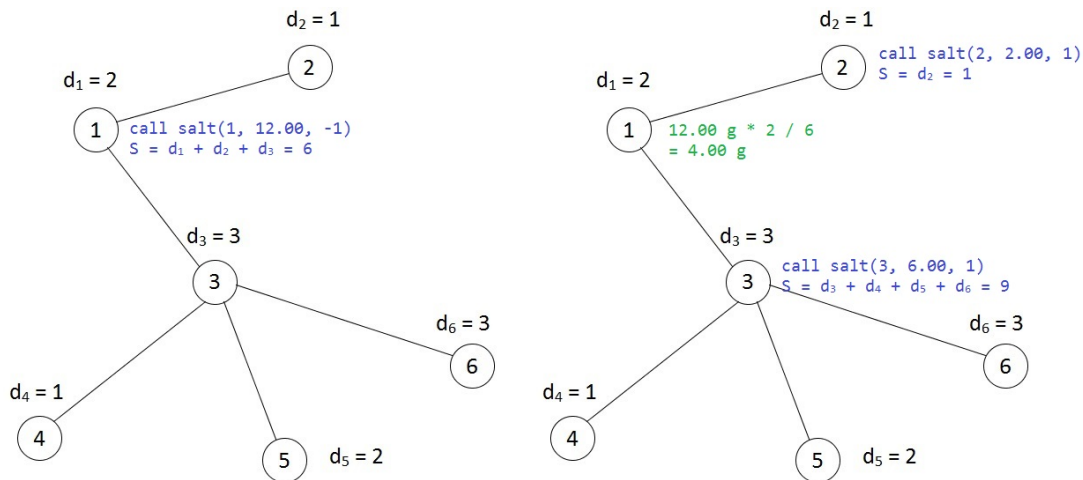 d₂ = 1
d₁ = 2
2
1
call salt(1, 12.00, -1)
S = d₁ + d₂ + d₃ = 6
d₃ = 3
3
d₆ = 3
6
d₄ = 1
4
5
d₅ = 2
d₂ = 1
d₁ = 2
2
call salt(2, 2.00, 1)
S = d₂ = 1
1
12.00 g * 2 / 6
= 4.00 g
d₃ = 3
3
call salt(3, 6.00, 1)
S = d₃ + d₄ + d₅ + d₆ = 9
d₆ = 3
6
d₄ = 1
4
5
d₅ = 2